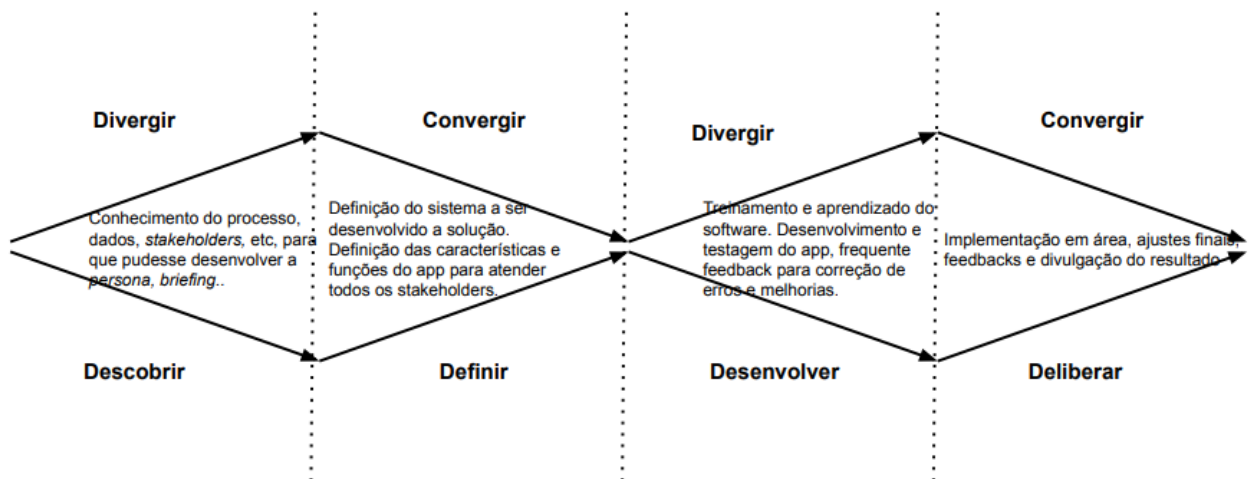 Divergir
Convergir
Divergir
Convergir
Conhecimento do processo,
dados, stakeholders, etc, para
que pudesse desenvolver a
persona, briefing..
Definição do sistema a ser
desenvolvido a solução.
Definição das características e
funções do app para atender
todos os stakeholders.
Treinamento e aprendizado do
software. Desenvolvimento e
testagem do app, frequente
feedback para correção de
erros e melhorias.
Implementação em área, ajustes finais,
feedbacks e divulgação do resultado
Descobrir
Definir
Desenvolver
Deliberar